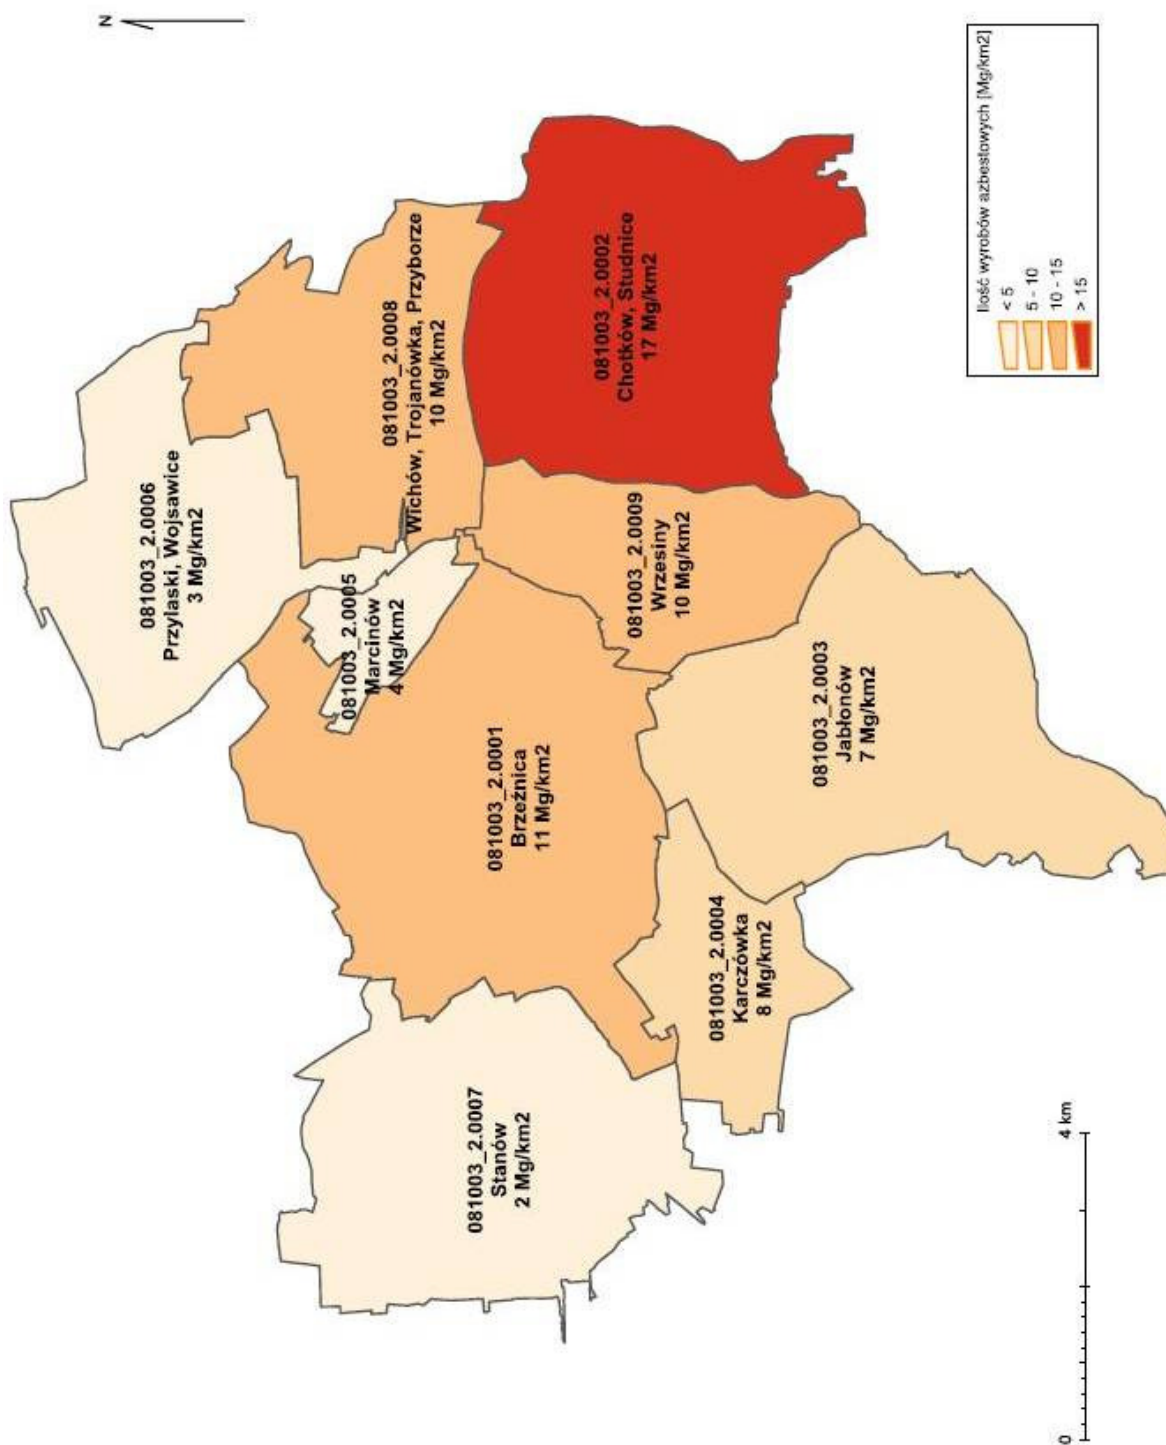 N
081003_2.0006
Przylaski, Wojsawice
3 Mg/km2
081003_2.0008
Wichów, Trojanówka, Przyborze
10 Mg/km2
081003_2.0005
Marcinów
4 Mg/km2
081003_2.0007
Stanów
2 Mg/km2
081003_2.0001
Brzeźnica
11 Mg/km2
081003_2.0009
Wrzesiny
10 Mg/km2
081003_2.0002
Chotków, Studnice
17 Mg/km2
081003_2.0004
Karczówka
8 Mg/km2
081003_2.0003
Jabłonów
7 Mg/km2
Ilość wyrobów azbestowych [Mg/km2]
< 5
5 - 10
10 - 15
> 15
0
4 km